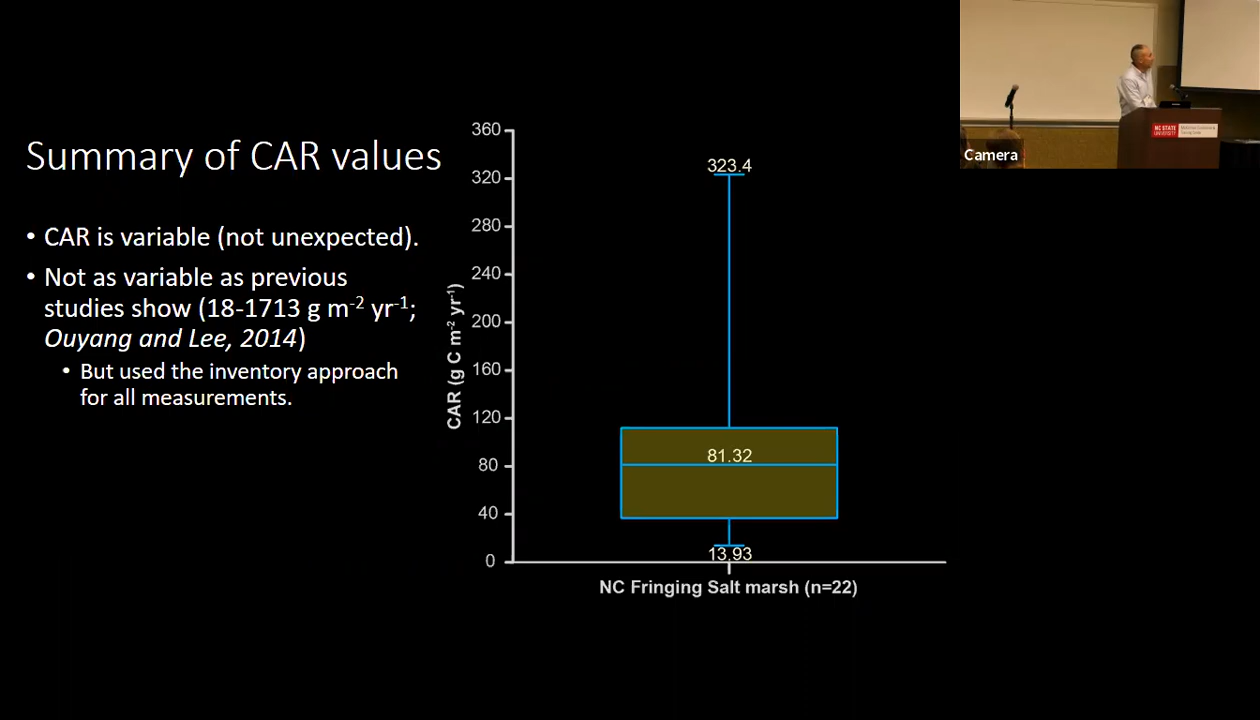 Summary of CAR values
• CAR is variable (not unexpected).
• Not as variable as previous
studies show (18-1713 g m-2 yr-1;
Ouyang and Lee, 2014)
• But used the inventory approach
for all measurements.
CAR (g C m-2 yr-1)
360
320
280
240
200
160
120
80
40
0
323.4
81.32
13.93
NC Fringing Salt marsh (n=22)
NC STATE
UNIVERSITY
Camera